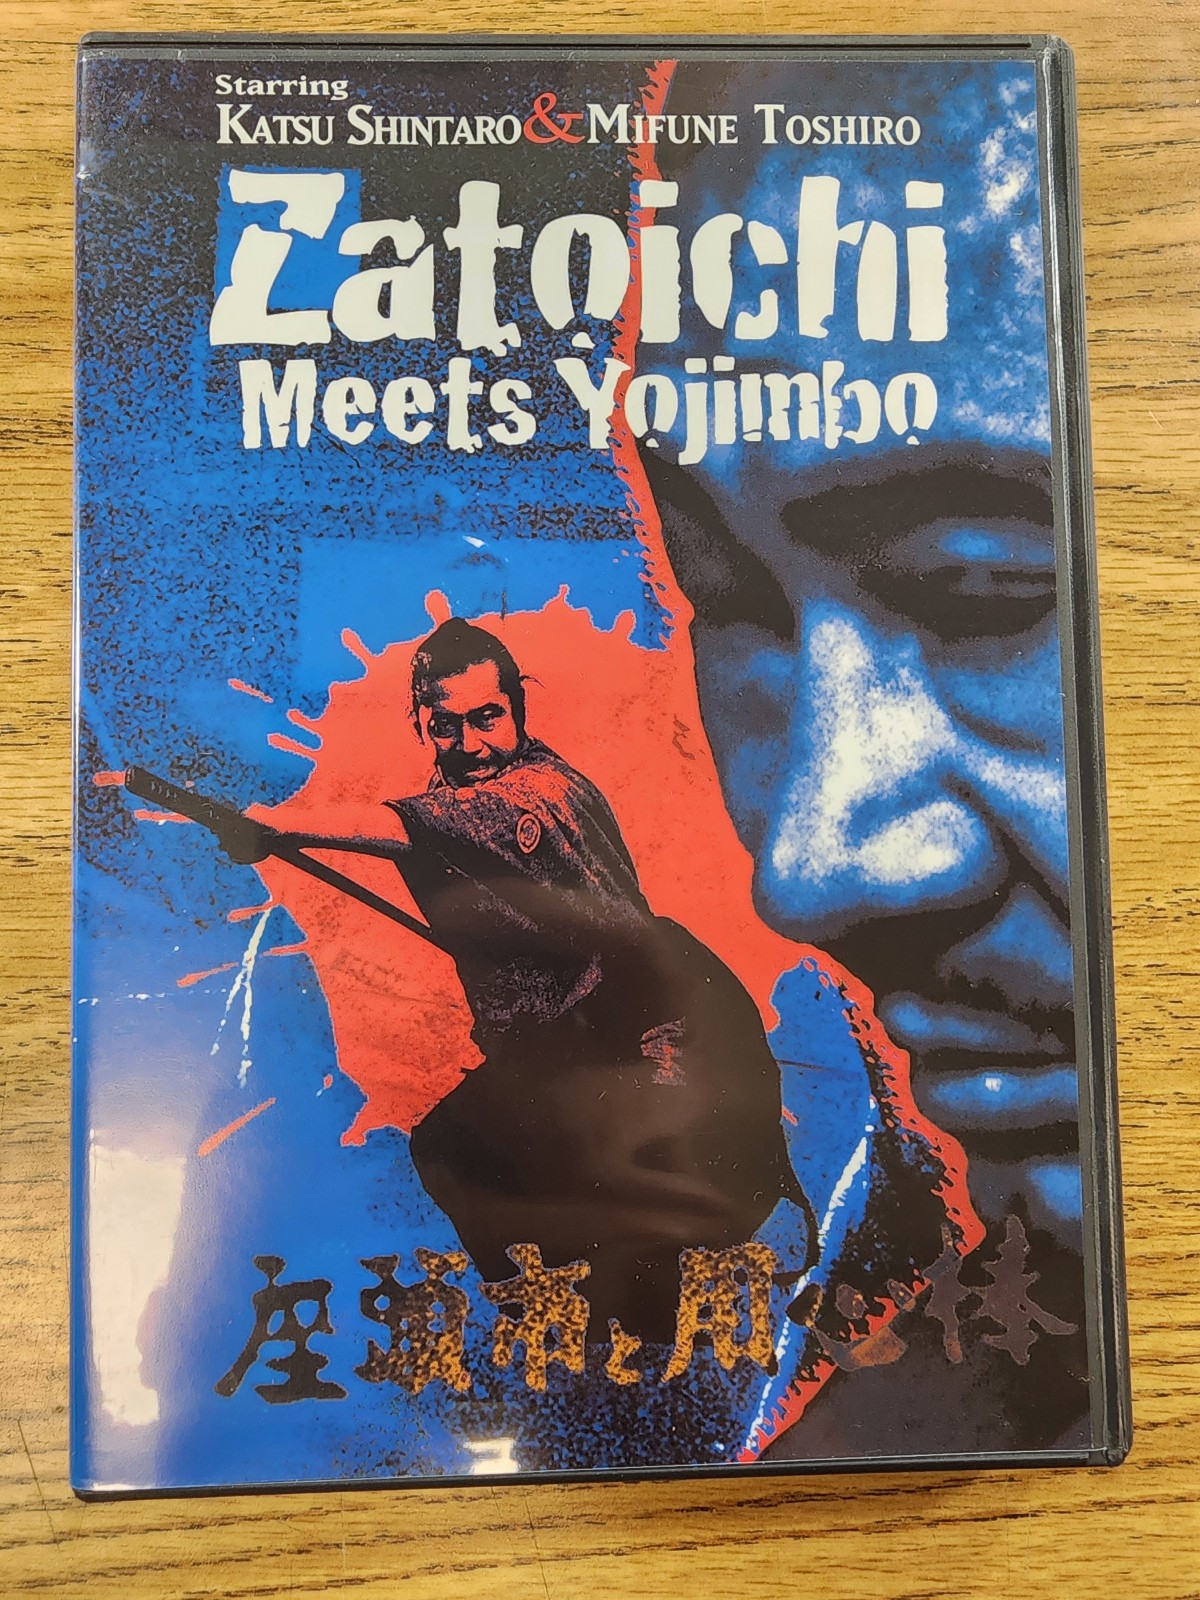 Starring
KATSU SHINTARO & MIFUNE TOSHIRO
Zatoichi
Meets Yojimbo
座頭市と用心棒